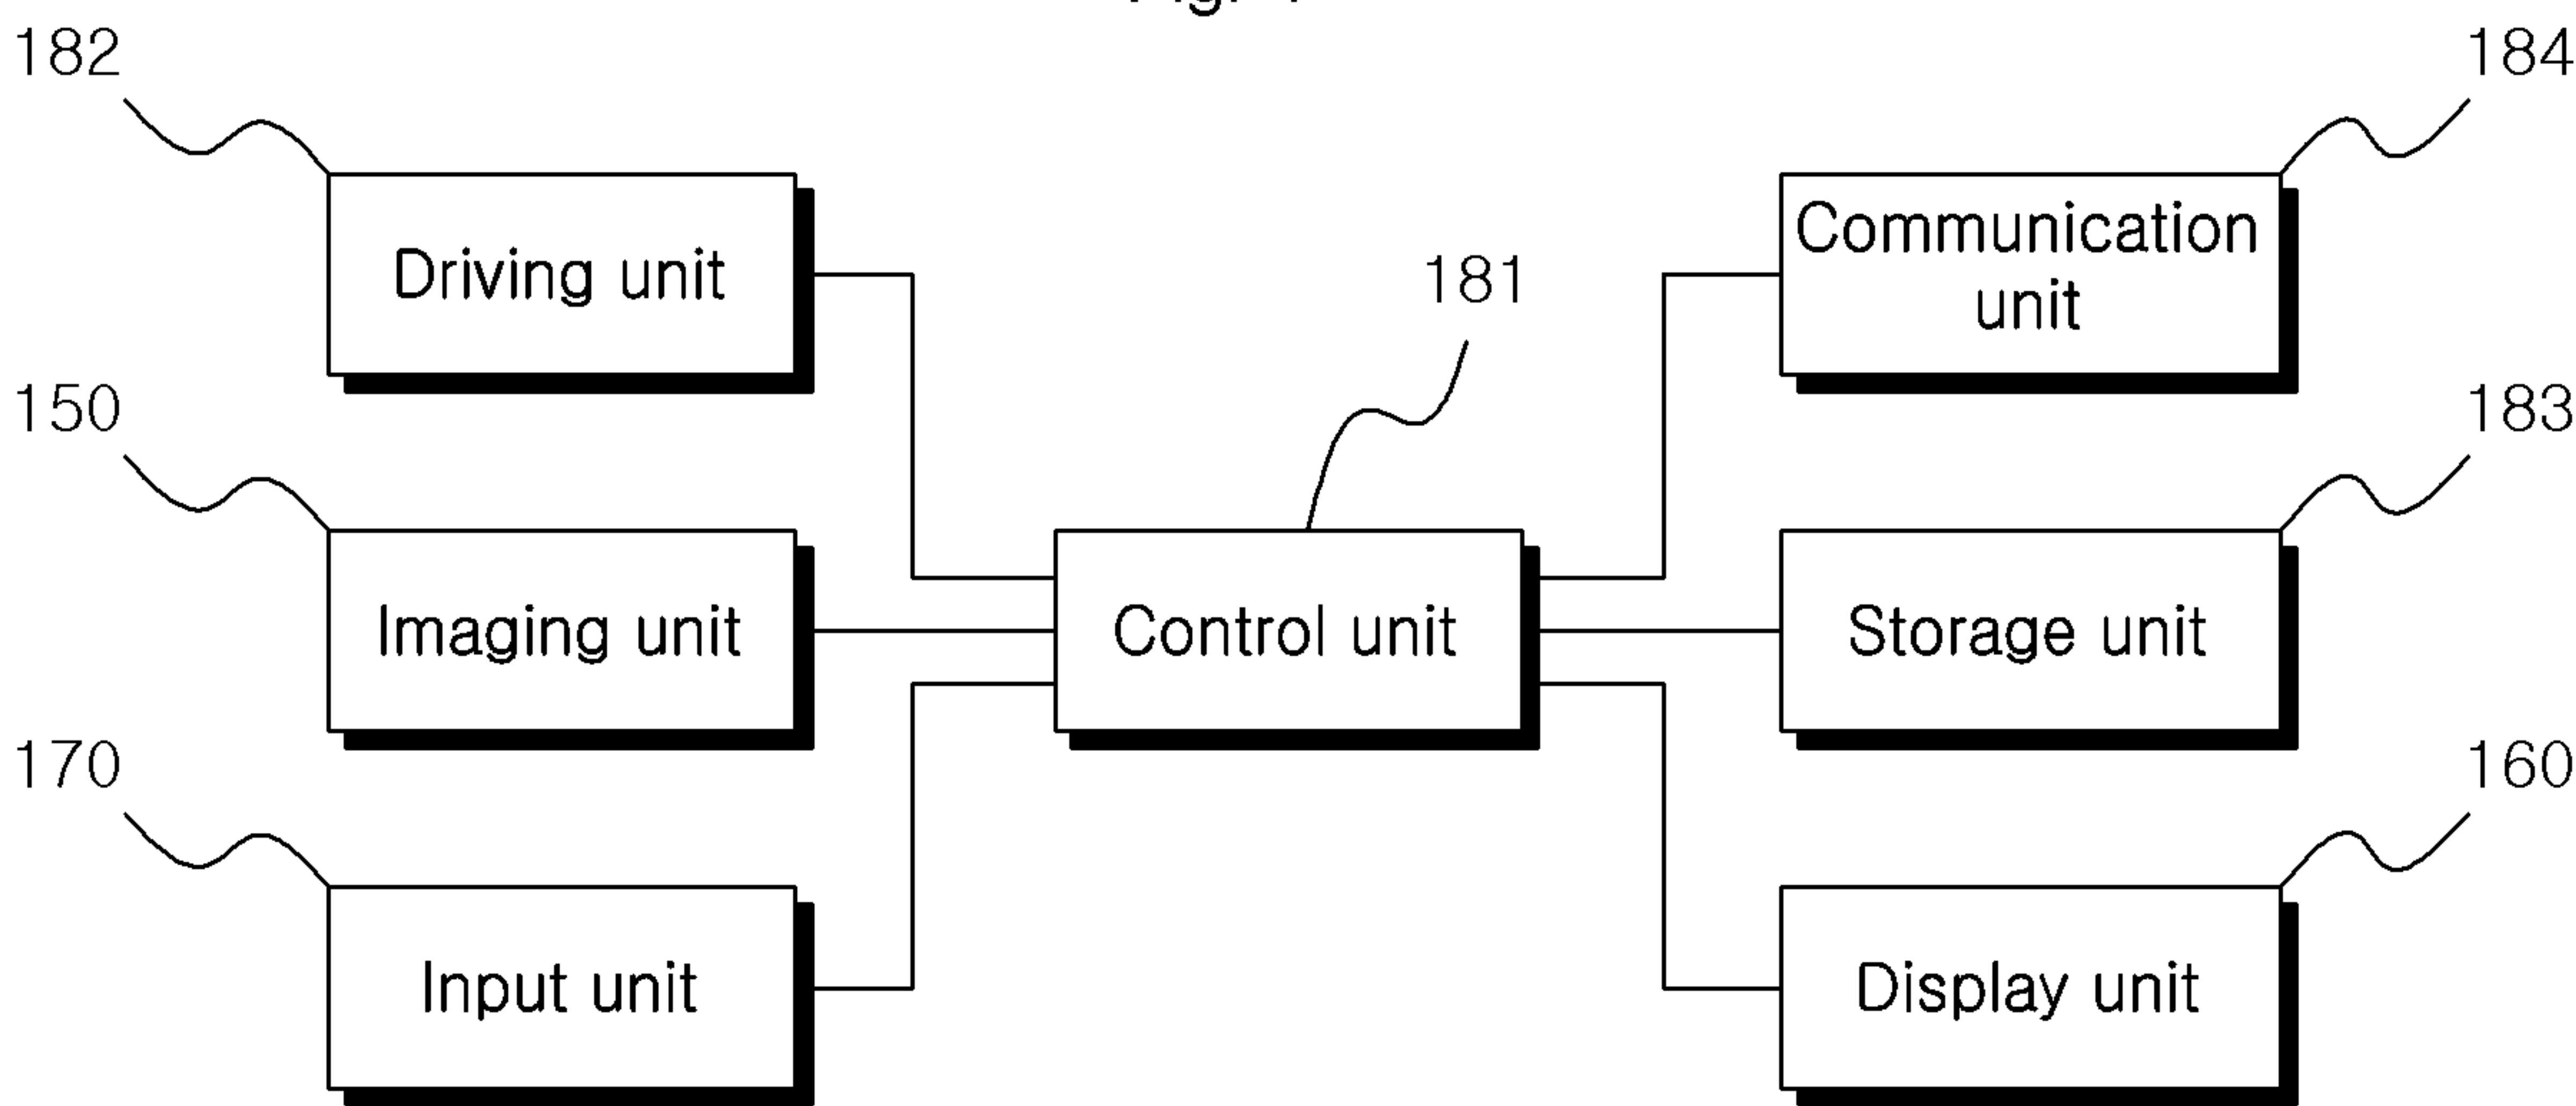 182
184
Driving unit
Communication
unit
181
150
183
Imaging unit
Control unit
Storage unit
170
160
Input unit
Display unit